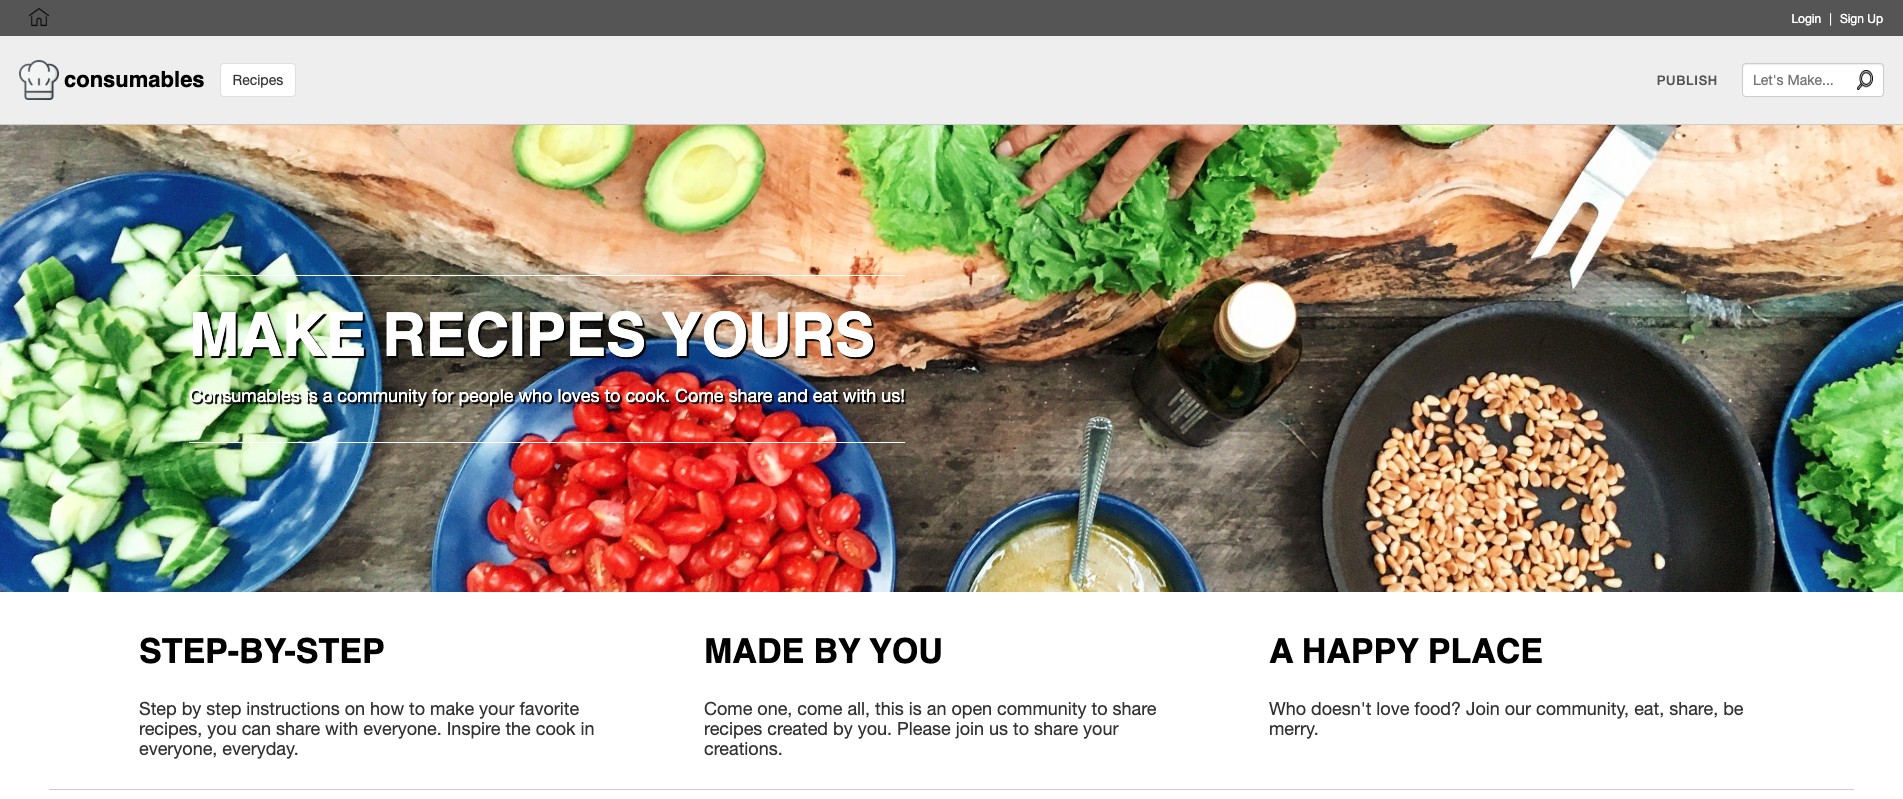 Login | Sign Up
consumables
Recipes
PUBLISH
Let's Make...
MAKE RECIPES YOURS
Consumables is a community for people who loves to cook. Come share and eat with us!
STEP-BY-STEP
Step by step instructions on how to make your favorite
recipes, you can share with everyone. Inspire the cook in
everyone, everyday.
MADE BY YOU
Come one, come all, this is an open community to share
recipes created by you. Please join us to share your
creations.
A HAPPY PLACE
Who doesn't love food? Join our community, eat, share, be
merry.